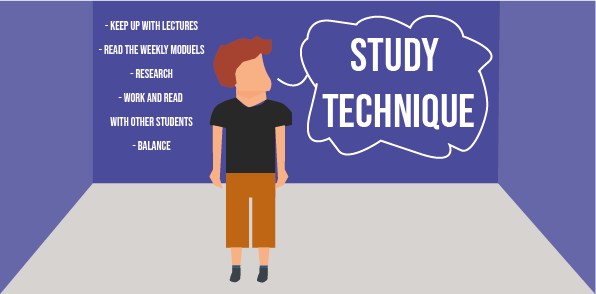 - KEEP UP WITH LECTURES
- READ THE WEEKLY MODUELS
- RESEARCH
- WORK AND READ
WITH OTHER STUDENTS
- BALANCE
STUDY
TECHNIQUE